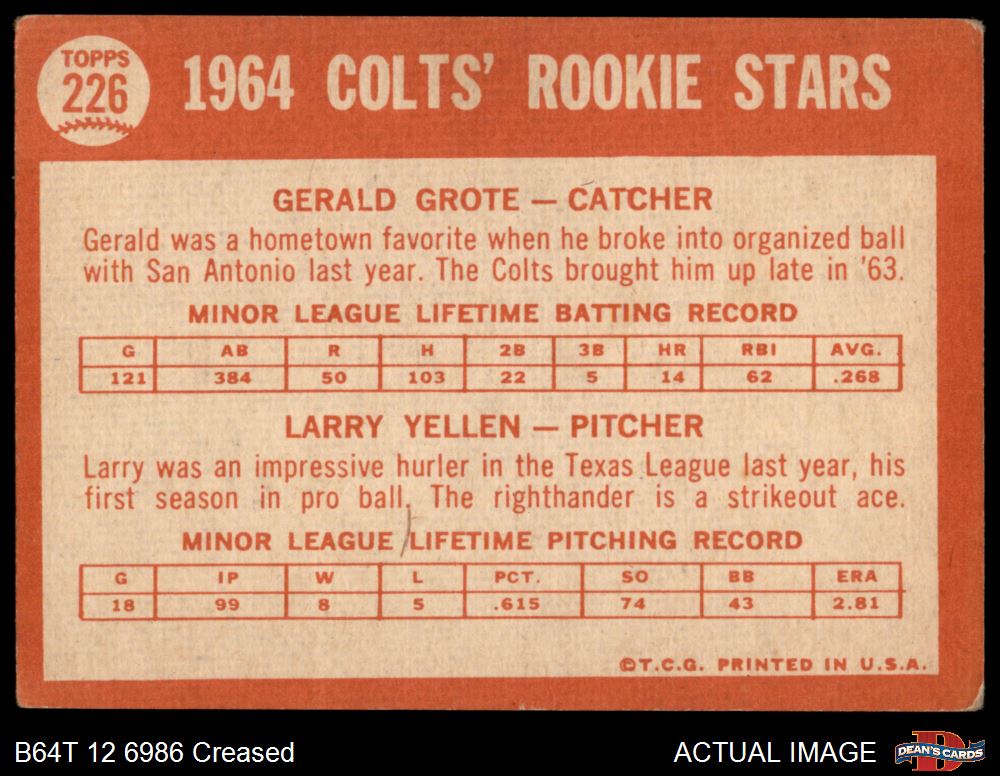 TOPPS
226
1964 COLTS' ROOKIE STARS
GERALD GROTE — CATCHER
Gerald was a hometown favorite when he broke into organized ball
with San Antonio last year. The Colts brought him up late in '63.
MINOR LEAGUE LIFETIME BATTING RECORD
G AB R H 2B 3B HR RBI AVG.
121 384 50 103 22 5 14 62 .268
LARRY YELLEN — PITCHER
Larry was an impressive hurler in the Texas League last year, his
first season in pro ball. The righthander is a strikeout ace.
MINOR LEAGUE LIFETIME PITCHING RECORD
G IP W L PCT. SO BB ERA
18 99 8 5 .615 74 43 2.81
©T.C.G. PRINTED IN U.S.A.
B64T 12 6986 Creased
ACTUAL IMAGE
D
DEAN'S CARDS